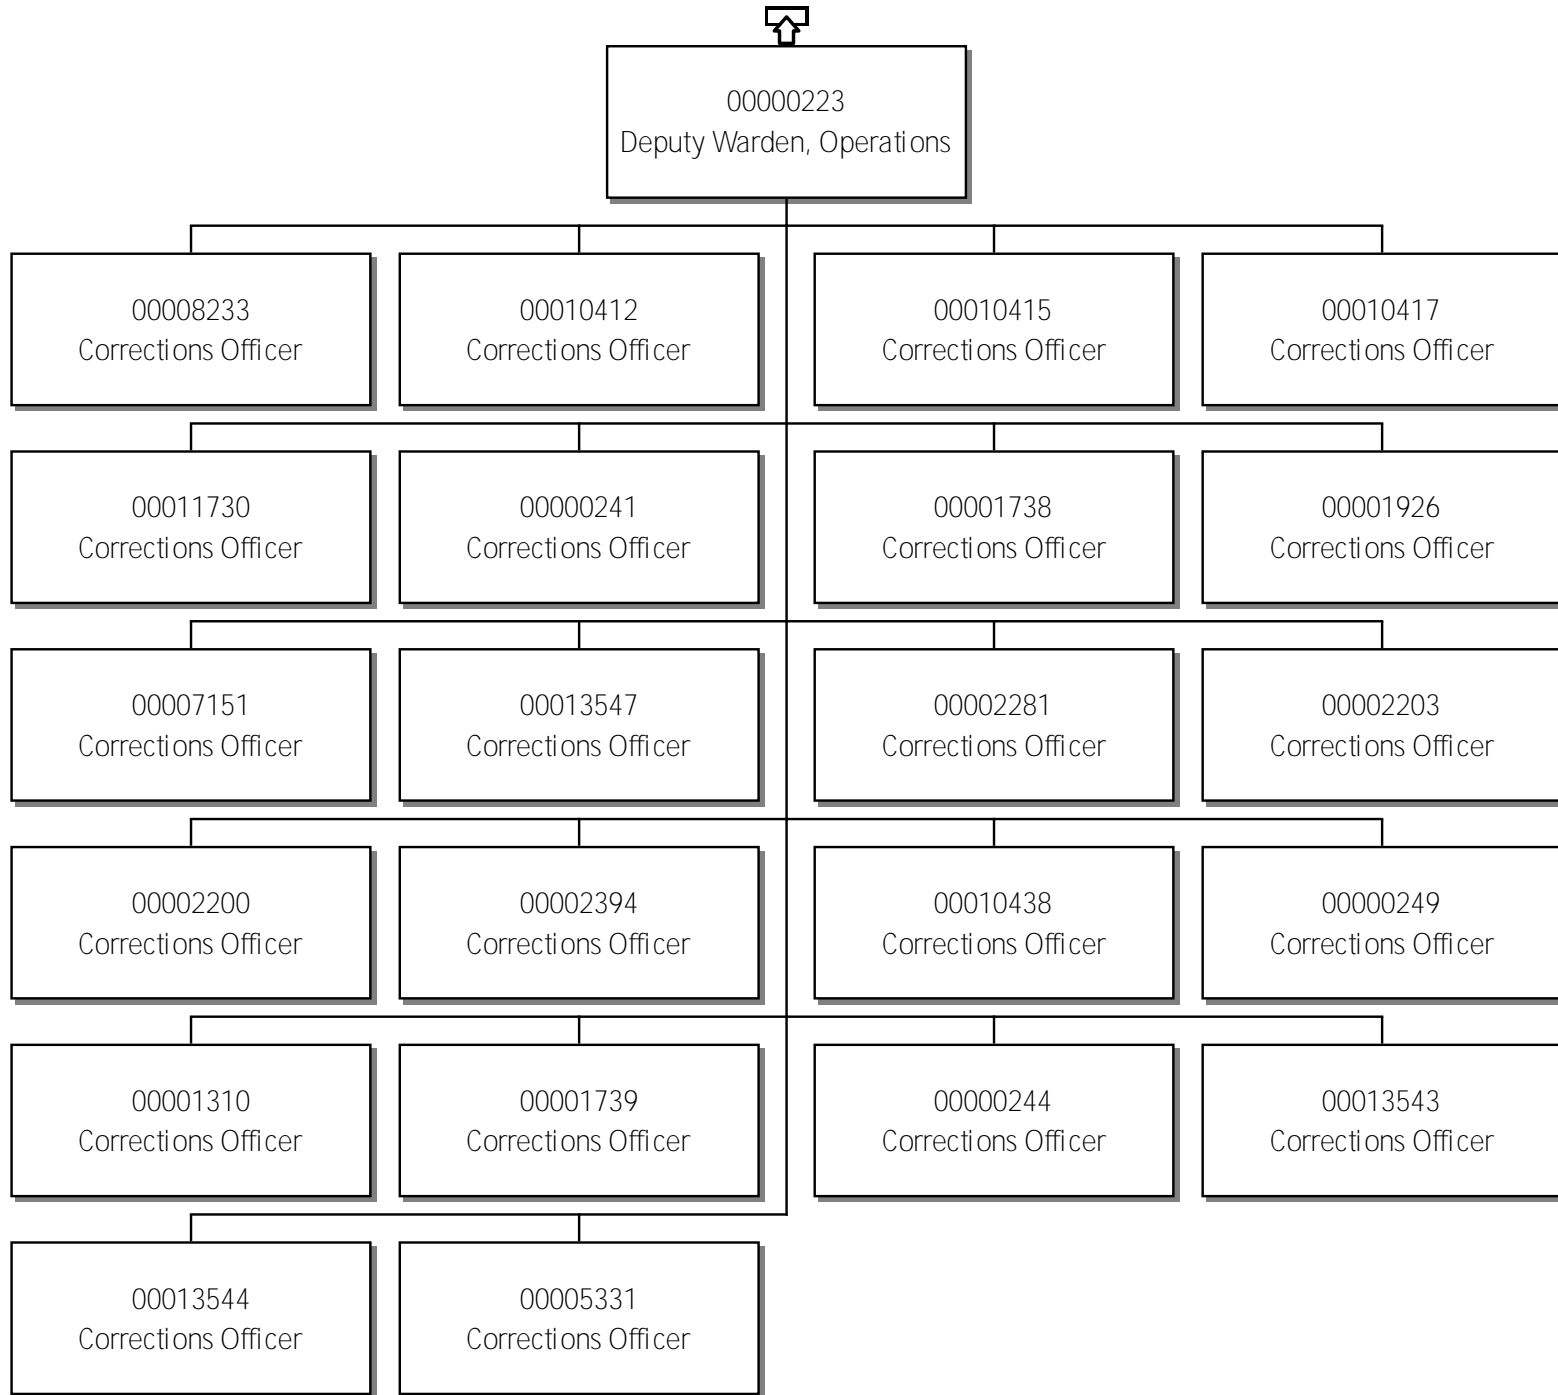 00000223
Deputy Warden, Operations
00008233
Corrections Officer
00010412
Corrections Officer
00010415
Corrections Officer
00010417
Corrections Officer
00011730
Corrections Officer
00000241
Corrections Officer
00001738
Corrections Officer
00001926
Corrections Officer
00007151
Corrections Officer
00013547
Corrections Officer
00002281
Corrections Officer
00002203
Corrections Officer
00002200
Corrections Officer
00002394
Corrections Officer
00010438
Corrections Officer
00000249
Corrections Officer
00001310
Corrections Officer
00001739
Corrections Officer
00000244
Corrections Officer
00013543
Corrections Officer
00013544
Corrections Officer
00005331
Corrections Officer